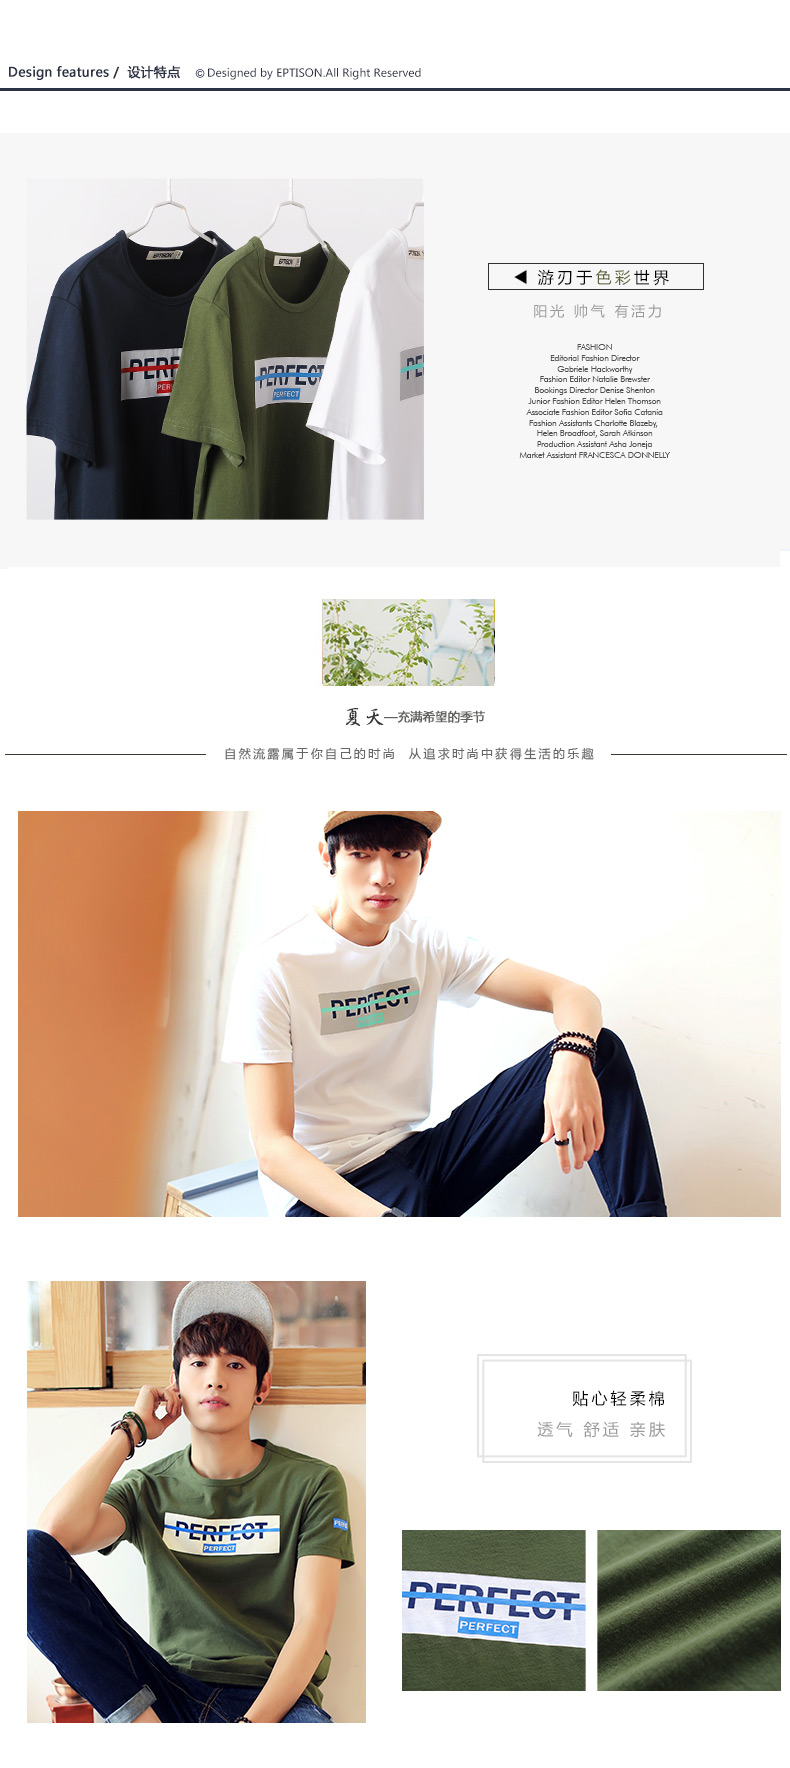 Design features / 设计特点 © Designed by EPTISON.All Right Reserved
EPTISON
EPTISON
EPTISON
PERF
PERFECT
PERFECT
◀ 游刃于色彩世界
阳光 帅气 有活力
FASHION
Editorial Fashion Director
Gabriele Hackworthy
Fashion Editor Natalie Brewster
Bookings Director Denise Shenton
Junior Fashion Editor Helen Thomson
Associate Fashion Editor Sofia Catania
Fashion Assistants Charlotte Blazeby,
Helen Broadfoot, Sarah Atkinson
Production Assistant Asha Joneja
Market Assistant FRANCESCA DONNELLY
夏天—充满希望的季节
自然流露属于你自己的时尚 从追求时尚中获得生活的乐趣
PERFECT
贴心轻柔棉
透气 舒适 亲肤
PERFECT
PERFECT
PERFECT
PERFECT